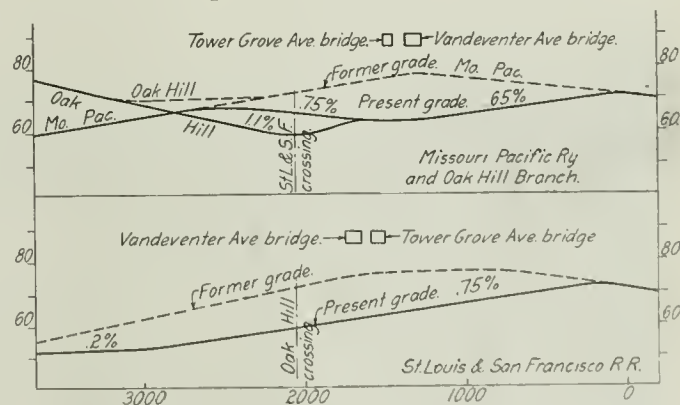 Tower Grove Ave. bridge. Vandeventer Ave. bridge.
80 80
Former grade. Mo. Pac.
Oak Hill
Oak .75% Present grade. 65%
60 Mo. Pac. Hill 1.1% 60
St.L.& S.F. crossing.
Missouri Pacific Ry
and Oak Hill Branch.
Vandeventer Ave bridge. Tower Grove Ave. bridge
80 80
Former grade.
Present grade. .75%
60 60
.2%
Oak Hill crossing.
St. Louis & San Francisco R.R.
3000 2000 1000 0